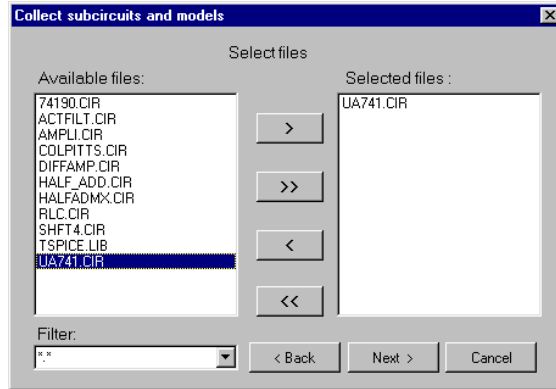 Collect subcircuits and models
Select files
Available files:
Selected files :
74190.CIR
ACTFILT.CIR
AMPLI.CIR
COLPITTS.CIR
DIFFAMP.CIR
HALF_ADD.CIR
HALFADMX.CIR
RLC.CIR
SHFT4.CIR
TSPICE.LIB
UA741.CIR
>
>>
<
<<
UA741.CIR
Filter:
*.*
< Back
Next >
Cancel